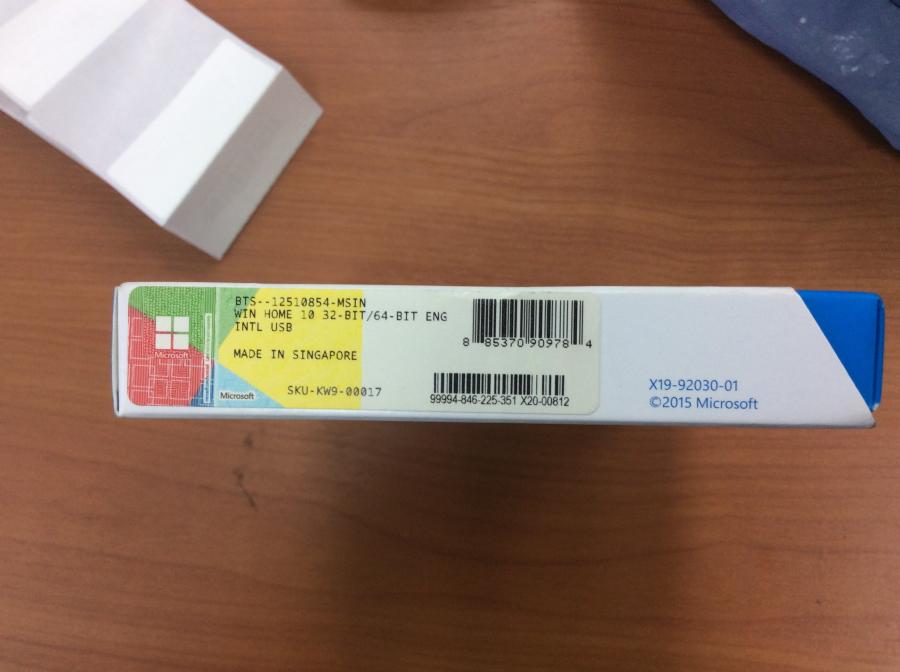 BTS--12510854-MSIN
WIN HOME 10 32-BIT/64-BIT ENG
INTL USB
MADE IN SINGAPORE
SKU-KW9-00017
Microsoft
Microsoft
8 85370 90978 4
99994-846-225-351 X20-00812
X19-92030-01
©2015 Microsoft